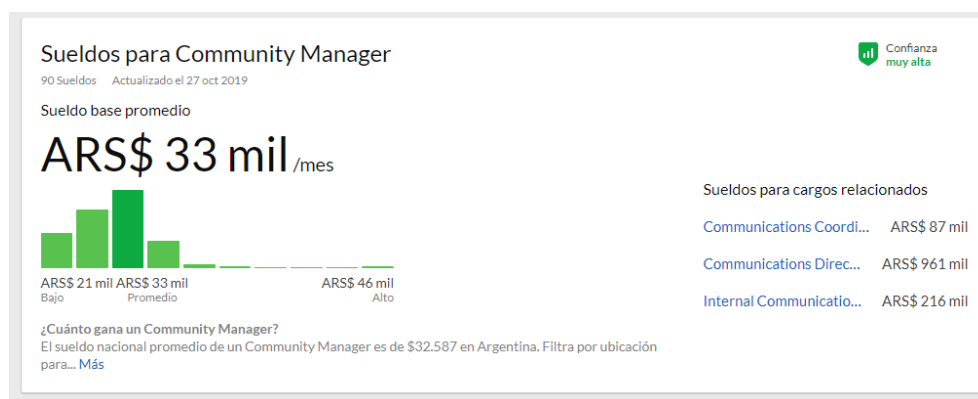 Sueldos para Community Manager
Confianza
muy alta
90 Sueldos Actualizado el 27 oct 2019
Sueldo base promedio
ARS$ 33 mil /mes
Sueldos para cargos relacionados
Communications Coordi... ARS$ 87 mil
Communications Direc... ARS$ 961 mil
Internal Communicatio... ARS$ 216 mil
ARS$ 21 mil ARS$ 33 mil ARS$ 46 mil
Bajo Promedio Alto
¿Cuánto gana un Community Manager?
El sueldo nacional promedio de un Community Manager es de $32.587 en Argentina. Filtra por ubicación
para... Más